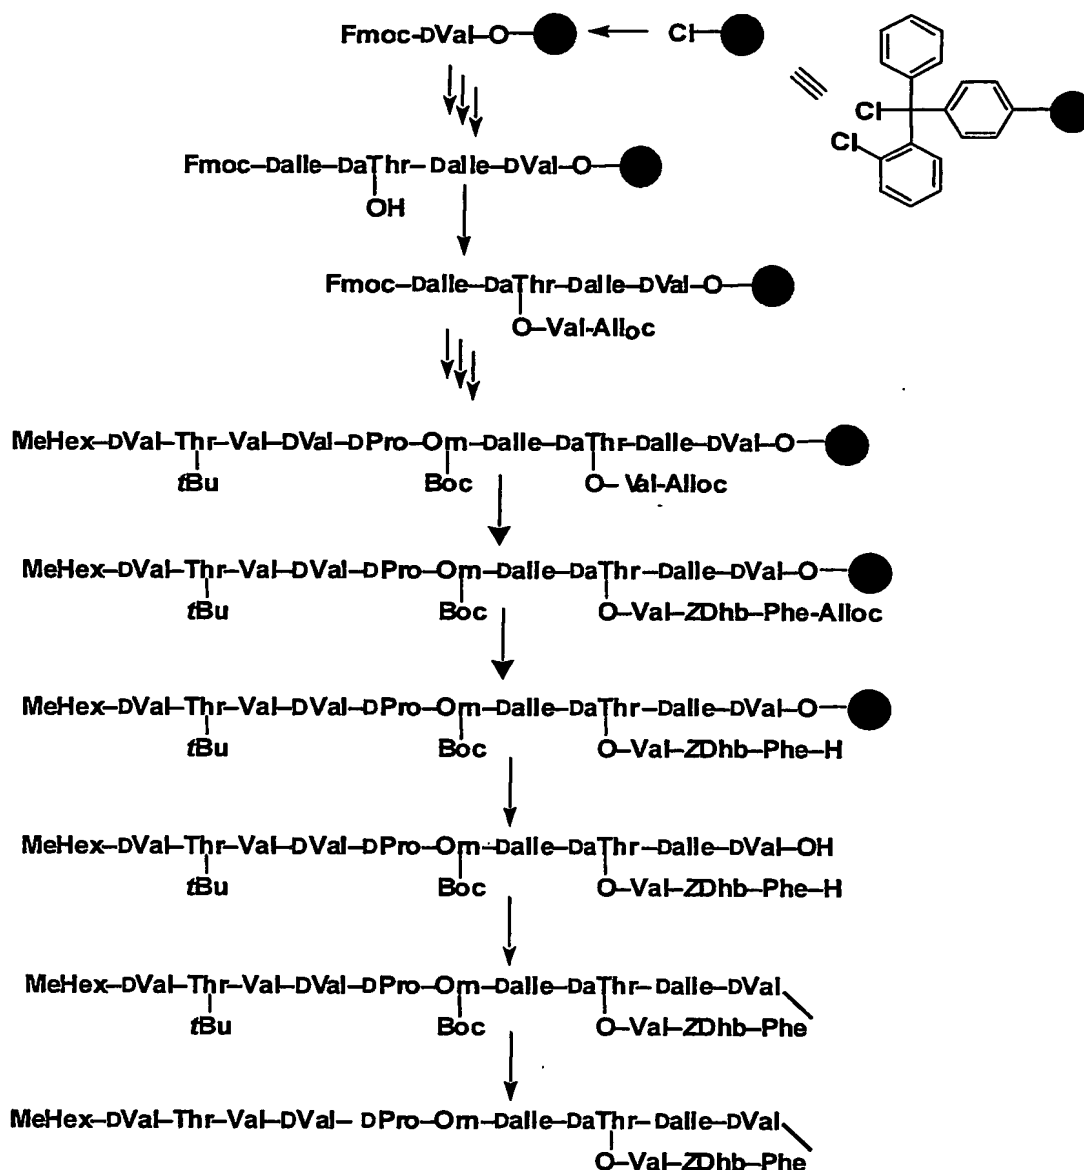 Fmoc-DVal-O Cl
Cl
Cl
Fmoc-DaIle-DaThr-DaIle-DVal-O
OH
Fmoc-DaIle-DaThr-DaIle-DVal-O
O-Val-Alloc
MeHex-DVal-Thr-Val-DVal-DPro-Orn-DaIle-DaThr-DaIle-DVal-O
tBu Boc O-Val-Alloc
MeHex-DVal-Thr-Val-DVal-DPro-Orn-DaIle-DaThr-DaIle-DVal-O
tBu Boc O-Val-ZDhb-Phe-Alloc
MeHex-DVal-Thr-Val-DVal-DPro-Orn-DaIle-DaThr-DaIle-DVal-O
tBu Boc O-Val-ZDhb-Phe-H
MeHex-DVal-Thr-Val-DVal-DPro-Orn-DaIle-DaThr-DaIle-DVal-OH
tBu Boc O-Val-ZDhb-Phe-H
MeHex-DVal-Thr-Val-DVal-DPro-Orn-DaIle-DaThr-DaIle-DVal
tBu Boc O-Val-ZDhb-Phe
MeHex-DVal-Thr-Val-DVal-DPro-Orn-DaIle-DaThr-DaIle-DVal
O-Val-ZDhb-Phe